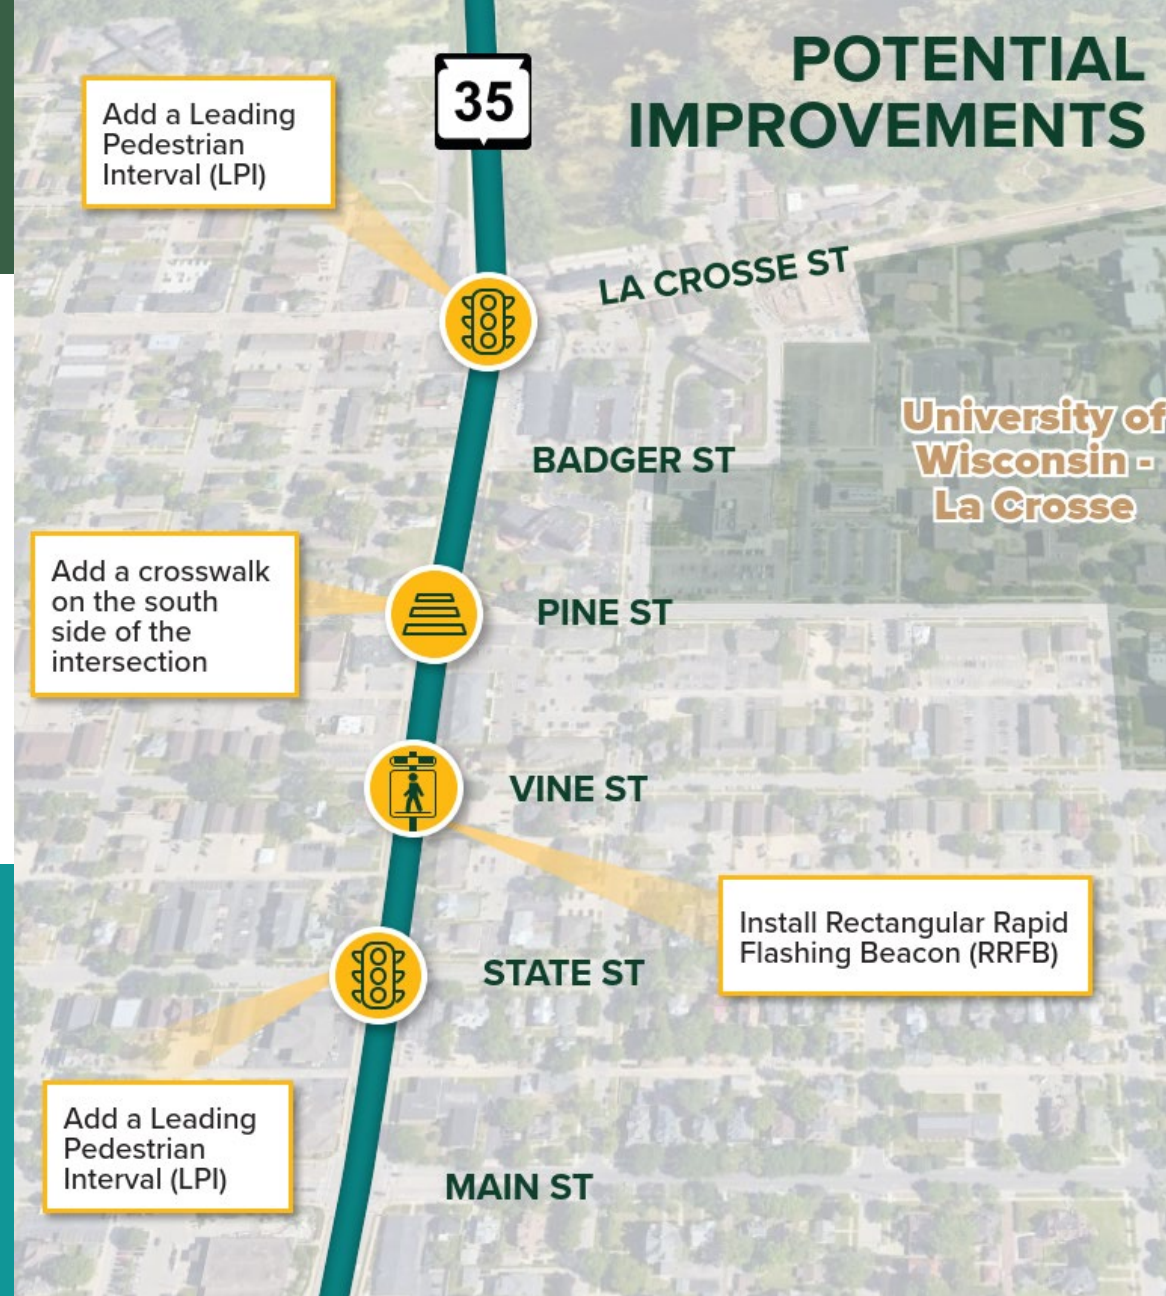 POTENTIAL
IMPROVEMENTS
35
Add a Leading
Pedestrian
Interval (LPI)
LA CROSSE ST
University of
Wisconsin -
La Crosse
BADGER ST
Add a crosswalk
on the south
side of the
intersection
PINE ST
VINE ST
Install Rectangular Rapid
Flashing Beacon (RRFB)
STATE ST
Add a Leading
Pedestrian
Interval (LPI)
MAIN ST